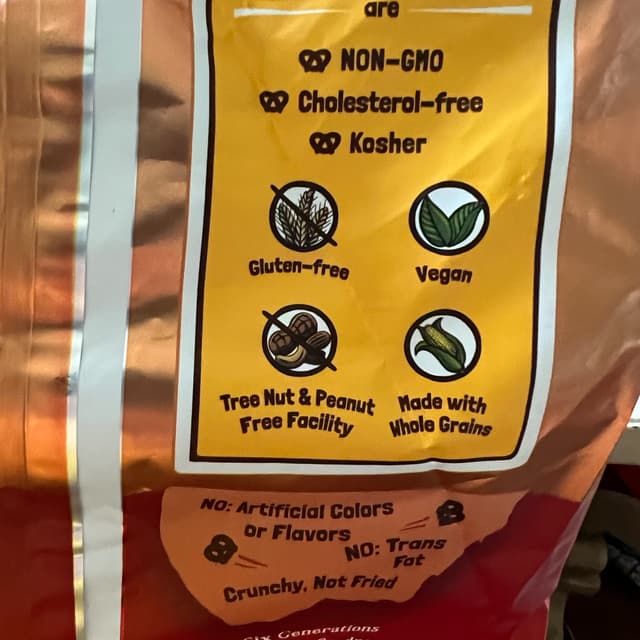 are
NON-GMO
Cholesterol-free
Kosher
Gluten-free
Vegan
Tree Nut & Peanut
Free Facility
Made with
Whole Grains
NO: Artificial Colors
or Flavors
NO: Trans
Fat
Crunchy, Not Fried
Six Generations